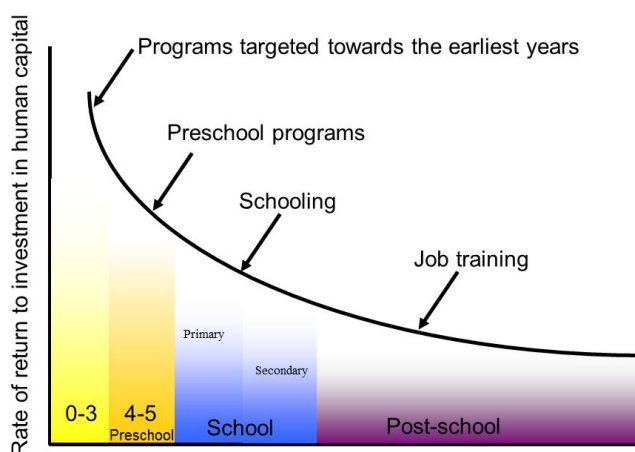 Rate of return to investment in human capital
Programs targeted towards the earliest years
Preschool programs
Schooling
Job training
Primary
Secondary
0-3
4-5
Preschool
School
Post-school